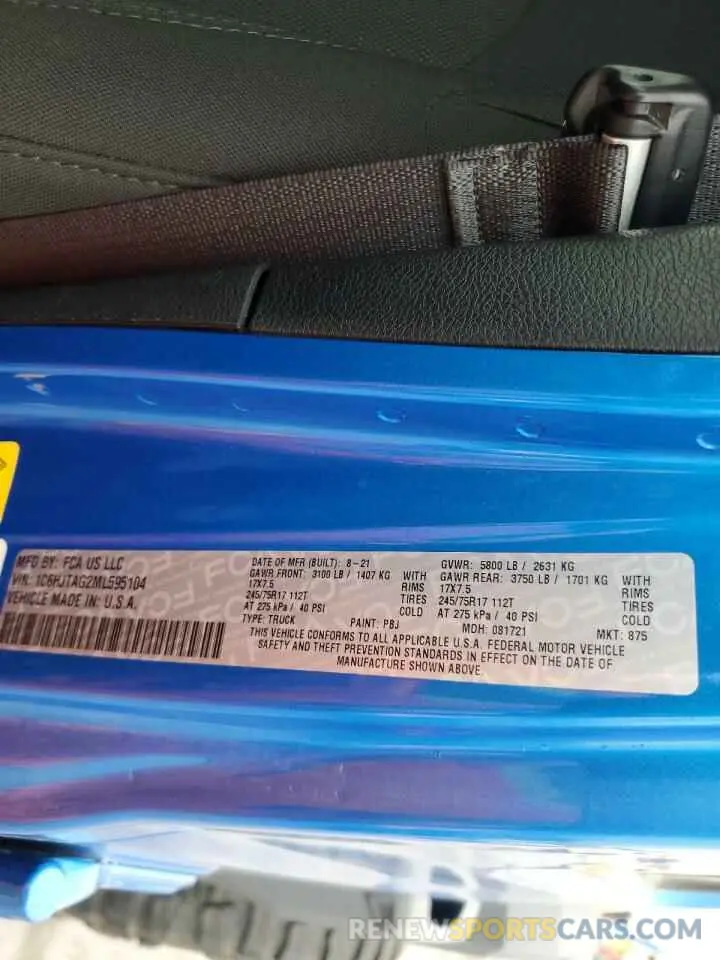 MFD BY: FCA US LLC
VIN: 1C6HJTAG2ML595104
VEHICLE MADE IN: U.S.A.
DATE OF MFR (BUILT): 8-21
GAWR FRONT: 3100 LB / 1407 KG WITH
17X7.5 RIMS
245/75R17 112T TIRES
AT 275 kPa / 40 PSI COLD
TYPE: TRUCK
PAINT: PBJ
GVWR: 5800 LB / 2631 KG
GAWR REAR: 3750 LB / 1701 KG WITH
17X7.5 RIMS
245/75R17 112T TIRES
AT 275 kPa / 40 PSI COLD
MDH: 081721
MKT: 875
THIS VEHICLE CONFORMS TO ALL APPLICABLE U.S.A. FEDERAL MOTOR VEHICLE
SAFETY AND THEFT PREVENTION STANDARDS IN EFFECT ON THE DATE OF
MANUFACTURE SHOWN ABOVE
RENEWSPORTSCARS.COM